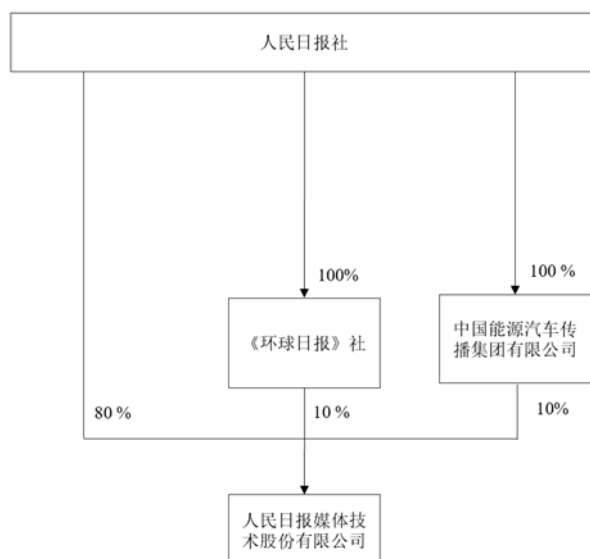 人民日报社
100%
100 %
《环球日报》社
中国能源汽车传
播集团有限公司
80 %
10 %
10%
人民日报媒体技
术股份有限公司